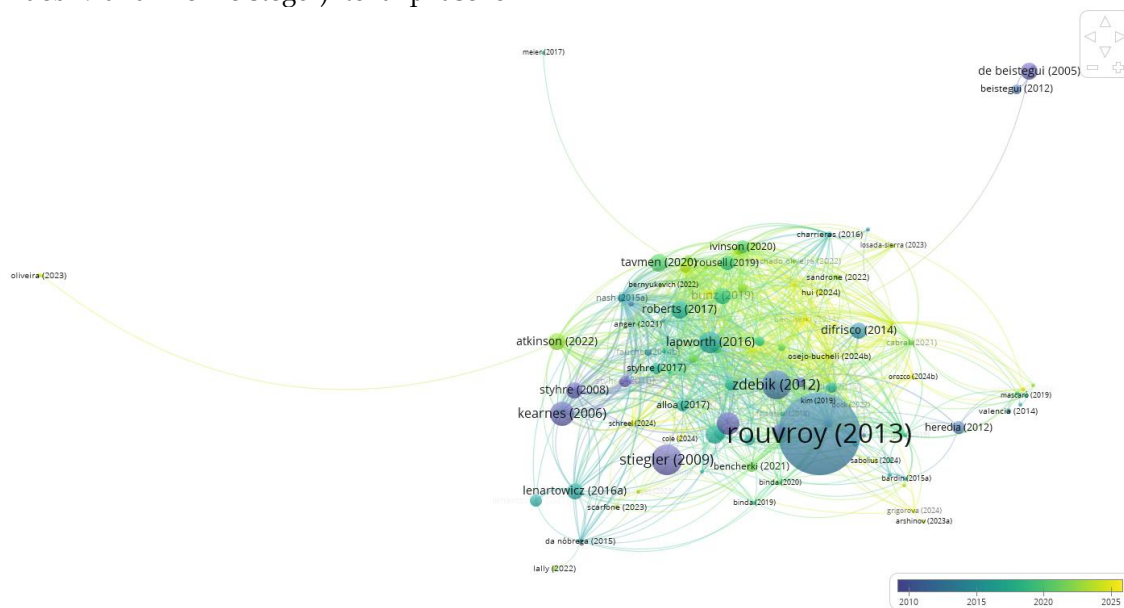 meien (2017)
de beistegui (2005)
beistegui (2012)
charrieras (2016)
ivinson (2020)
losada-sierra (2023)
oliveira (2023)
tavmen (2020)
rousell (2019)
sandrone (2022)
bernyukevich (2022)
hui (2024)
nash (2015a)
bunz (2019)
roberts (2017)
anger (2021)
difrisco (2014)
atkinson (2022)
lapworth (2016)
cabral (2021)
osejo-bucheli (2024b)
styhre (2017)
orozco (2024b)
styhre (2008)
zdebik (2012)
mascaro (2019)
kim (2019)
alloa (2017)
kearnes (2006)
valencia (2014)
schreel (2024)
heredia (2012)
rouvroy (2013)
cole (2024)
stiegler (2009)
bencherki (2021)
sabolius (2024)
bardini (2015a)
binda (2020)
lenartowicz (2016a)
binda (2019)
scarfone (2023)
grigorova (2024)
arshinov (2023a)
da nóbrega (2015)
lally (2022)
2010 2015 2020 2025